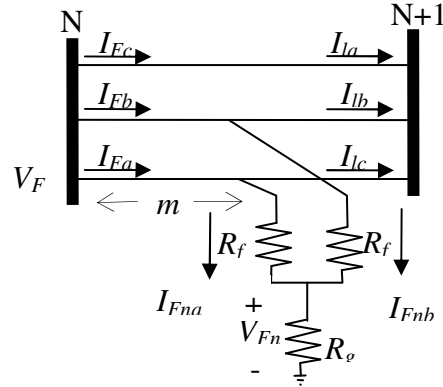 N N+1
I_Fc I_la
I_Fb I_lb
I_Fa I_lc
V_F
m
R_f R_f
I_Fna + I_Fnb
V_Fn R_g
-